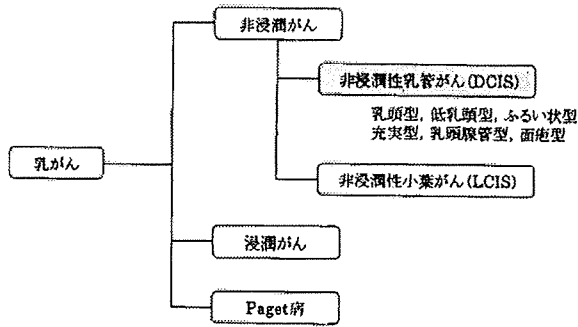 非浸潤がん
非浸潤性乳管がん(DCIS)
乳頭型, 低乳頭型, ふるい状型
充実型, 乳頭腺管型, 面疱型
乳がん
非浸潤性小葉がん(LCIS)
浸潤がん
Paget病